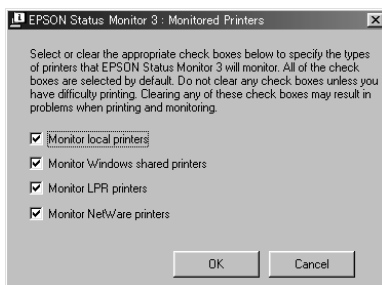 EPSON Status Monitor 3 : Monitored Printers
Select or clear the appropriate check boxes below to specify the types
of printers that EPSON Status Monitor 3 will monitor. All of the check
boxes are selected by default. Do not clear any check boxes unless you
have difficulty printing. Clearing any of these check boxes may result in
problems when printing and monitoring.
Monitor local printers
Monitor Windows shared printers
Monitor LPR printers
Monitor NetWare printers
OK Cancel